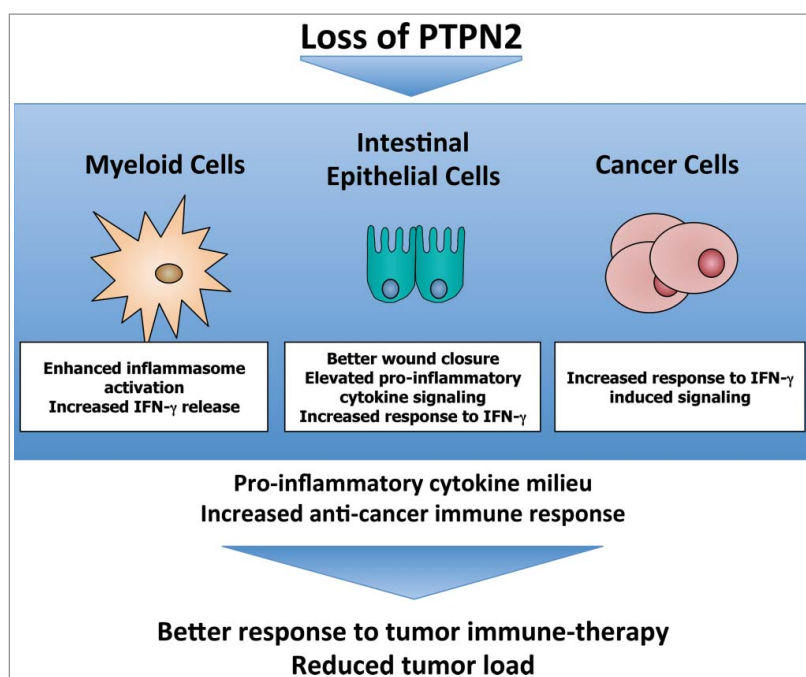 Loss of PTPN2
Myeloid Cells
Intestinal
Epithelial Cells
Cancer Cells
Enhanced inflammasome
activation
Increased IFN-γ release
Better wound closure
Elevated pro-inflammatory
cytokine signaling
Increased response to IFN-γ
Increased response to IFN-γ
induced signaling
Pro-inflammatory cytokine milieu
Increased anti-cancer immune response
Better response to tumor immune-therapy
Reduced tumor load